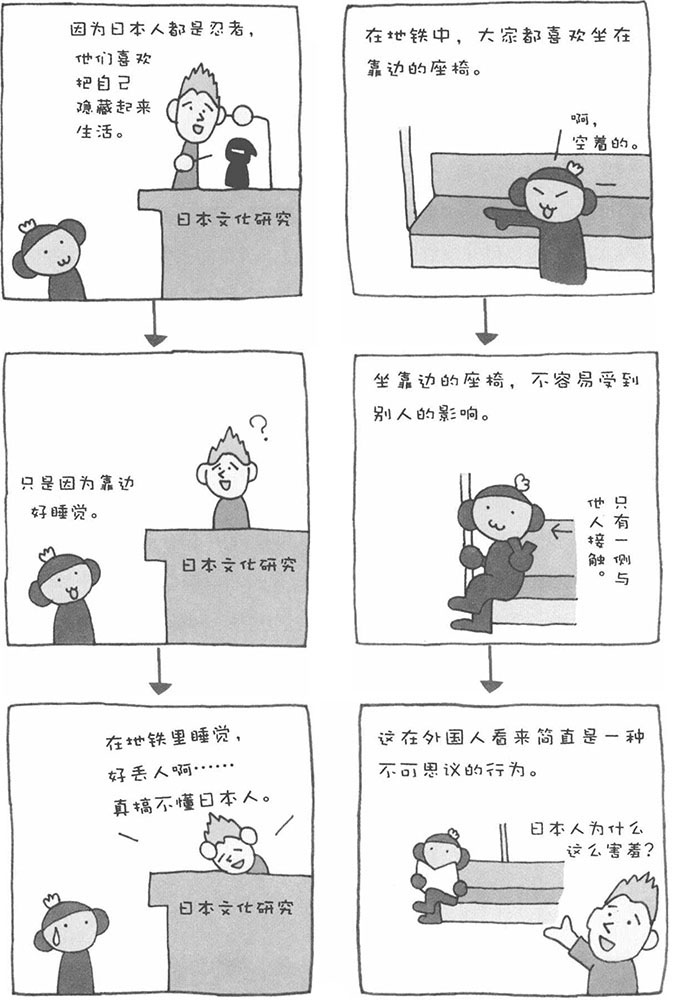 在地铁中，大家都喜欢坐在
靠边的座椅。
啊，
空着的。
坐靠边的座椅，不容易受到
别人的影响。
只有一侧与
他人接触。
这在外国人看来简直是一种
不可思议的行为。
日本人为什么
这么害羞?
因为日本人都是忍者，
他们喜欢
把自己
隐藏起来
生活。
日本文化研究
?
只是因为靠边
好睡觉。
日本文化研究
在地铁里睡觉，
好丢人啊……
真搞不懂日本人。
日本文化研究